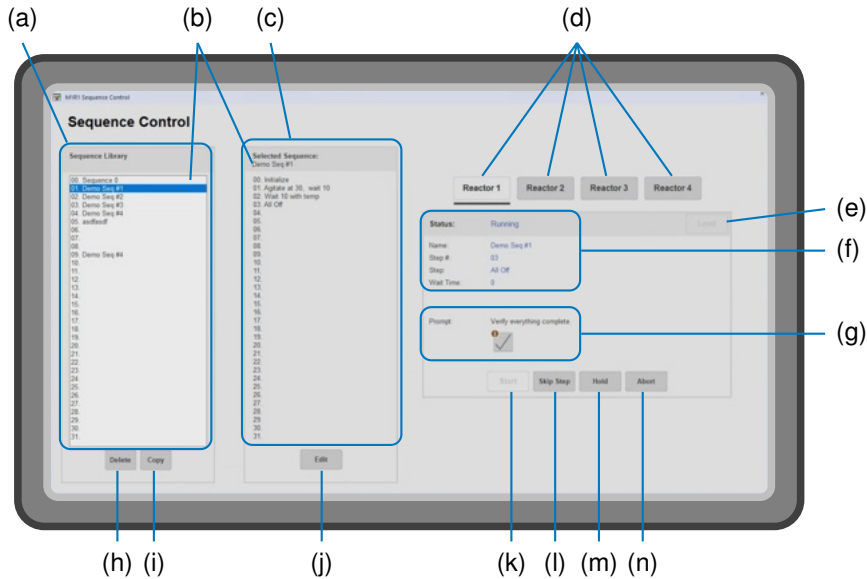 (a) (b) (c) (d)
MYR1 Sequence Control
Sequence Control
Sequence Library
00. Sequence 0
01. Demo Seq #1
02. Demo Seq #2
03. Demo Seq #3
04. Demo Seq #4
05. asdfasdf
06.
07.
08.
09. Demo Seq #4
10.
11.
12.
13.
14.
15.
16.
17.
18.
19.
20.
21.
22.
23.
24.
25.
26.
27.
28.
29.
30.
31.
Delete Copy
Selected Sequence:
Demo Seq #1
00. Initialize
01. Agitate at 30, wait 10
02. Wait 10 with temp
03. All Off
04.
05.
06.
07.
08.
09.
10.
11.
12.
13.
14.
15.
16.
17.
18.
19.
20.
21.
22.
23.
24.
25.
26.
27.
28.
29.
30.
31.
Edit
Reactor 1 Reactor 2 Reactor 3 Reactor 4
Status: Running Load
Name: Demo Seq #1
Step #: 03
Step: All Off
Wait Time: 0
Prompt: Verify everything complete.
Start Skip Step Hold Abort
(e)
(f)
(g)
(h) (i) (j) (k) (l) (m) (n)